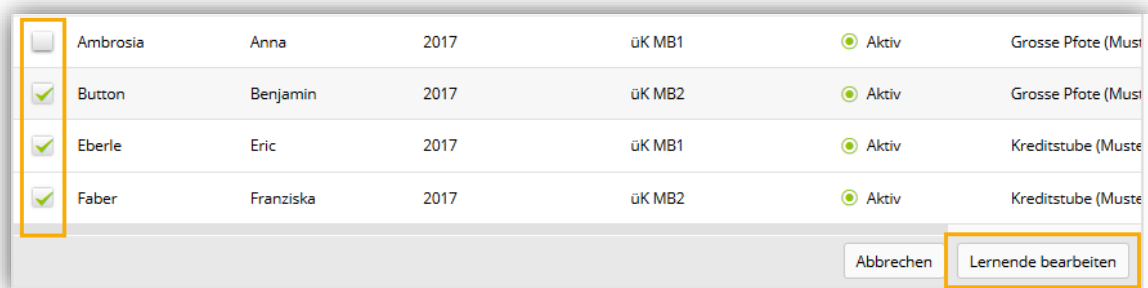 Ambrosia Anna 2017 üK MB1 Aktiv Grosse Pfote (Must
Button Benjamin 2017 üK MB2 Aktiv Grosse Pfote (Must
Eberle Eric 2017 üK MB1 Aktiv Kreditstube (Muste
Faber Franziska 2017 üK MB2 Aktiv Kreditstube (Muste
Abbrechen Lernende bearbeiten